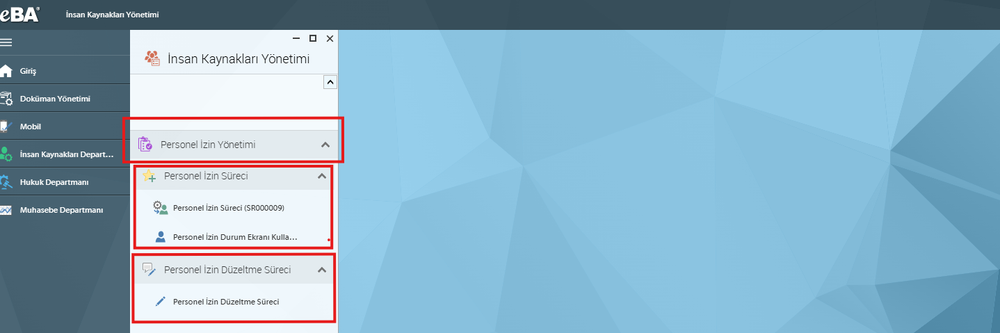 eBA®
İnsan Kaynakları Yönetimi
Giriş
Doküman Yönetimi
Mobil
İnsan Kaynakları Depart...
Hukuk Departmanı
Muhasebe Departmanı
İnsan Kaynakları Yönetimi
Personel İzin Yönetimi
Personel İzin Süreci
Personel İzin Süreci (SR000009)
Personel İzin Durum Ekranı Kulla...
Personel İzin Düzeltme Süreci
Personel İzin Düzeltme Süreci